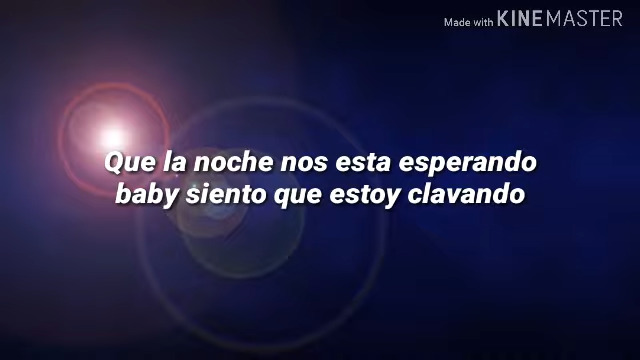 Made with KINEMASTER
Que la noche nos esta esperando
baby siento que estoy clavando